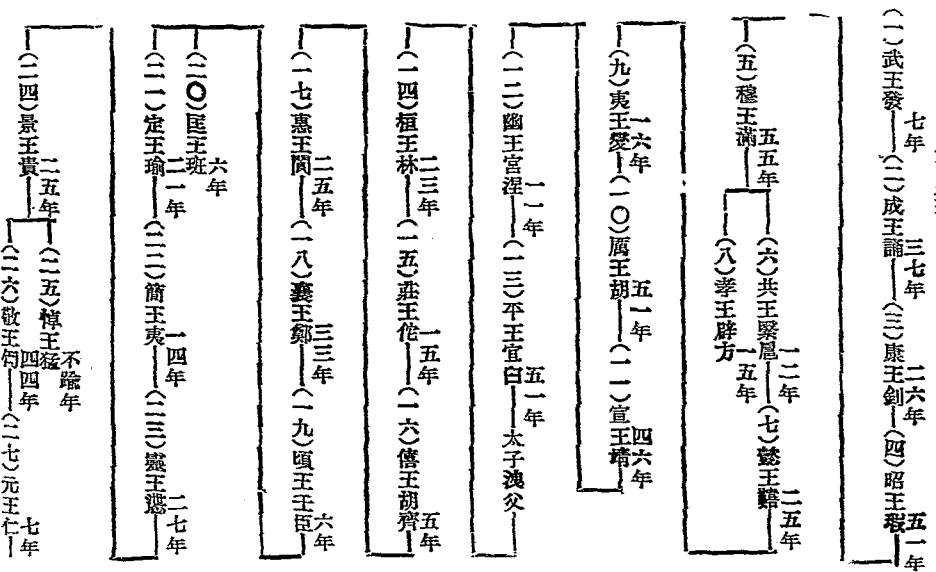 （一）武王發　七年　（二）成王誦　三七年　（三）康王釗　二六年　（四）昭王瑕　五一年
（五）穆王滿　五五年　（六）共王繄扈　一二年　（七）懿王囏　二五年
（八）孝王辟方　一五年
（九）夷王燮　一六年　（一〇）厲王胡　五一年　（一一）宣王靖　四六年
（一二）幽王宮涅　一一年　（一三）平王宜臼　五一年　太子洩父
（一四）桓王林　二三年　（一五）莊王佗　一五年　（一六）僖王胡齊　五年
（一七）惠王閬　二五年　（一八）襄王鄭　三三年　（一九）頃王壬臣　六年
（二〇）匡王班　六年
（二一）定王瑜　二一年　（二二）簡王夷　一四年　（二三）靈王　二七年
（二四）景王貴　二五年　（二五）悼王猛　不踰年
（二六）敬王匄　四四年　（二七）元王仁　七年